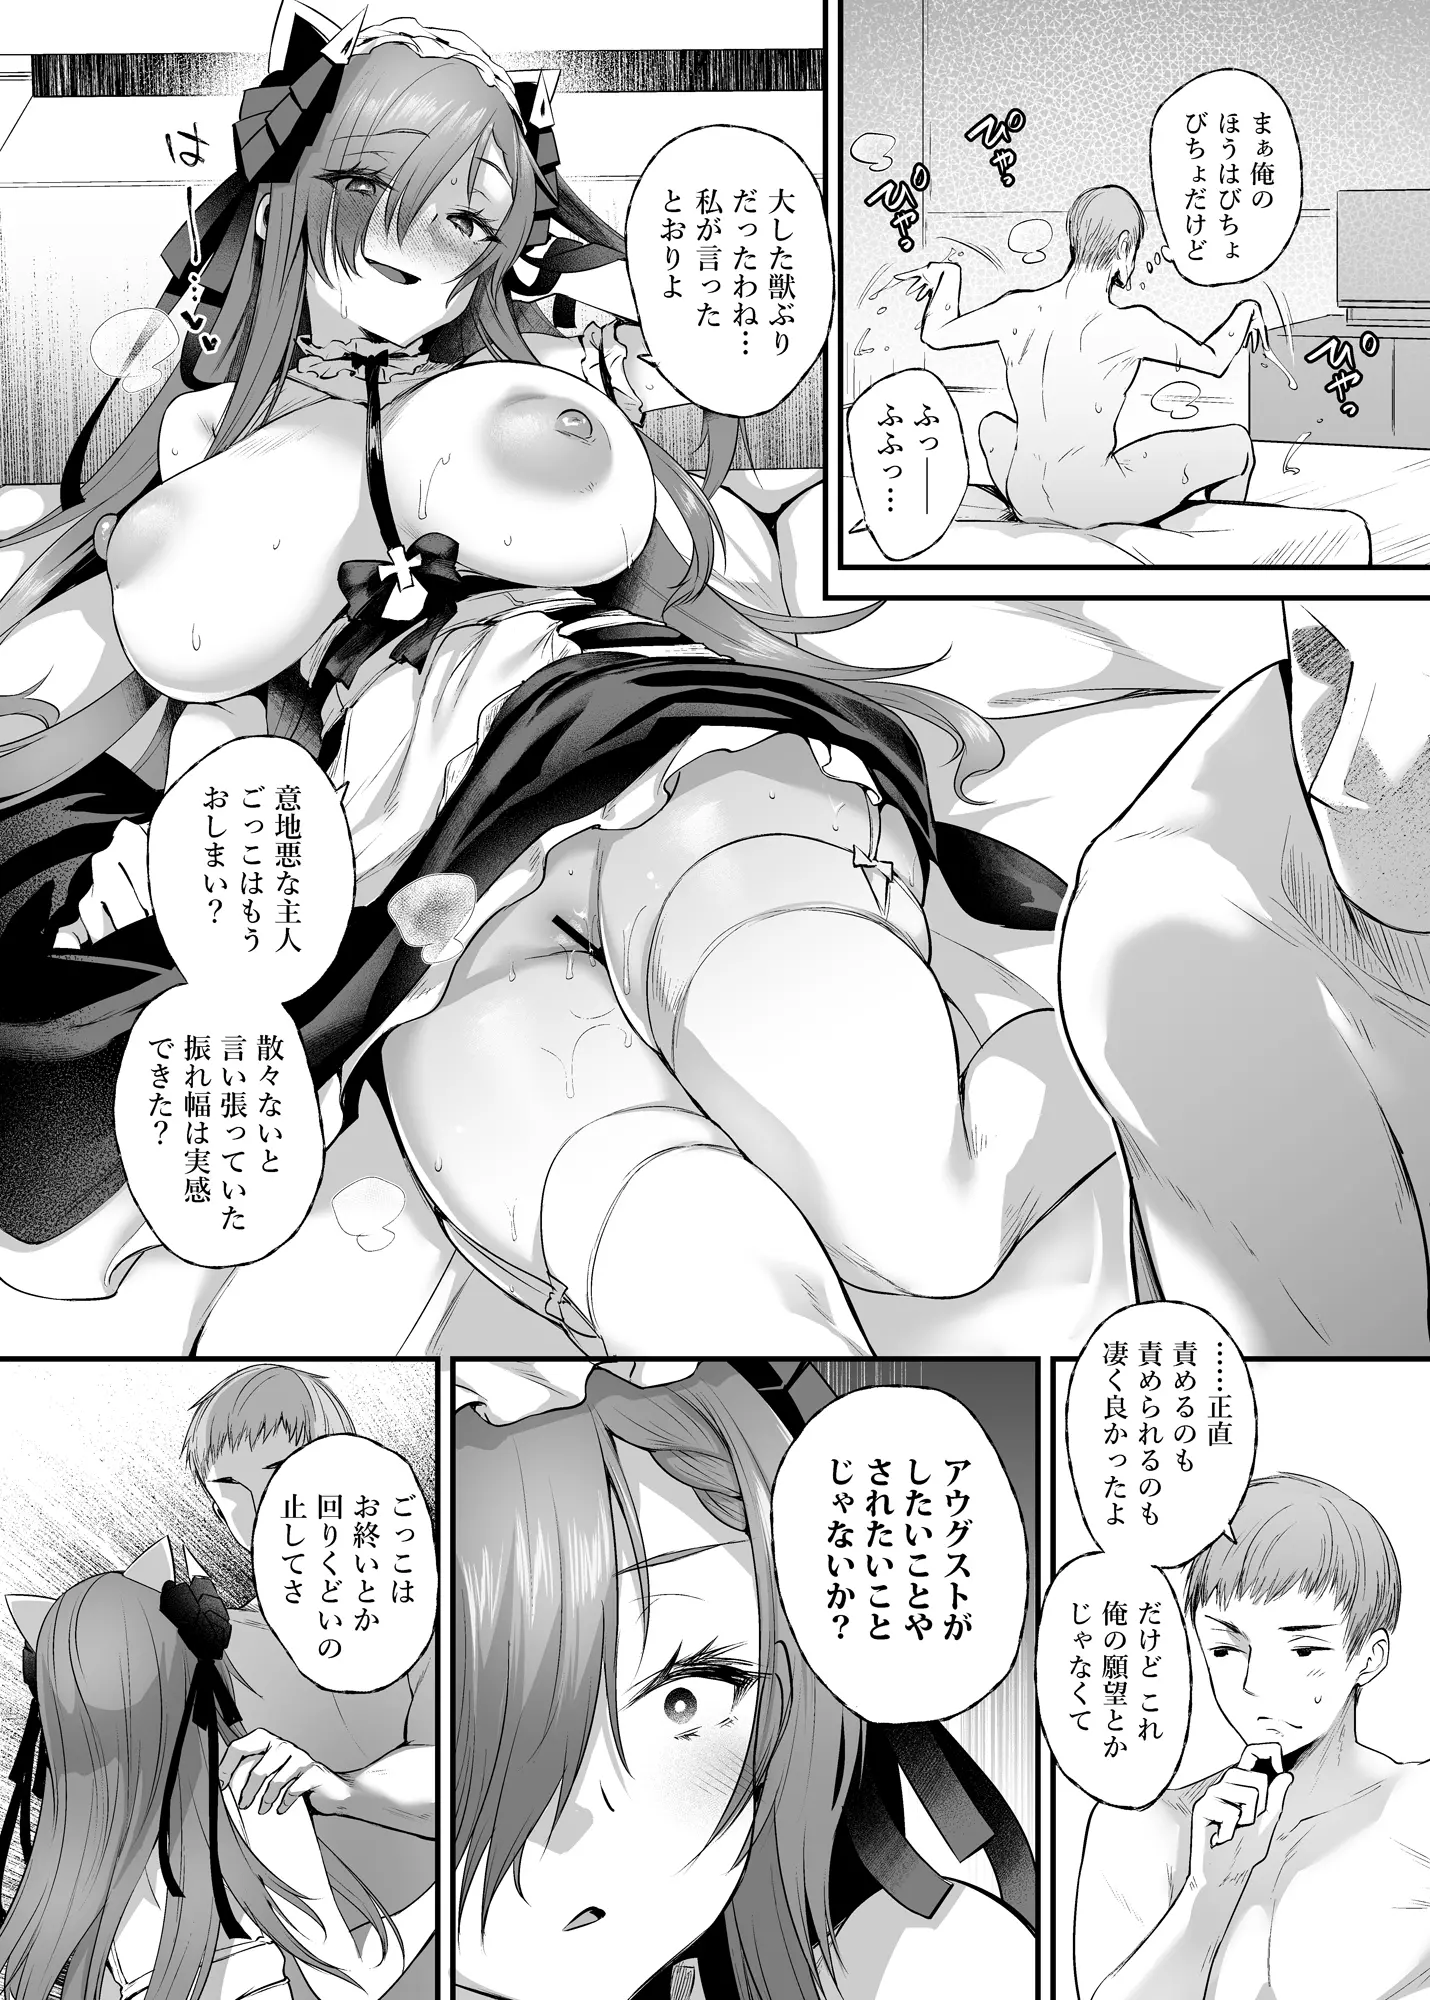 まぁ俺の
ほうはびちょ
びちょだけど
ぴゃっ
ぴゃっ
ぴゃっ
ぴゃっ
ふっ――
ふふっ…
大した獣ぶり
だったわね…
私が言った
とおりよ
は
意地悪な主人
ごっこはもう
おしまい?
散々ないと
言い張っていた
振れ幅は実感
できた?
……正直
責めるのも
責められるのも
凄く良かったよ
だけど これ
俺の願望とか
じゃなくて
アウグストが
したいことや
されたいこと
じゃないか?
ごっこは
お終いとか
回りくどいの
止してさ